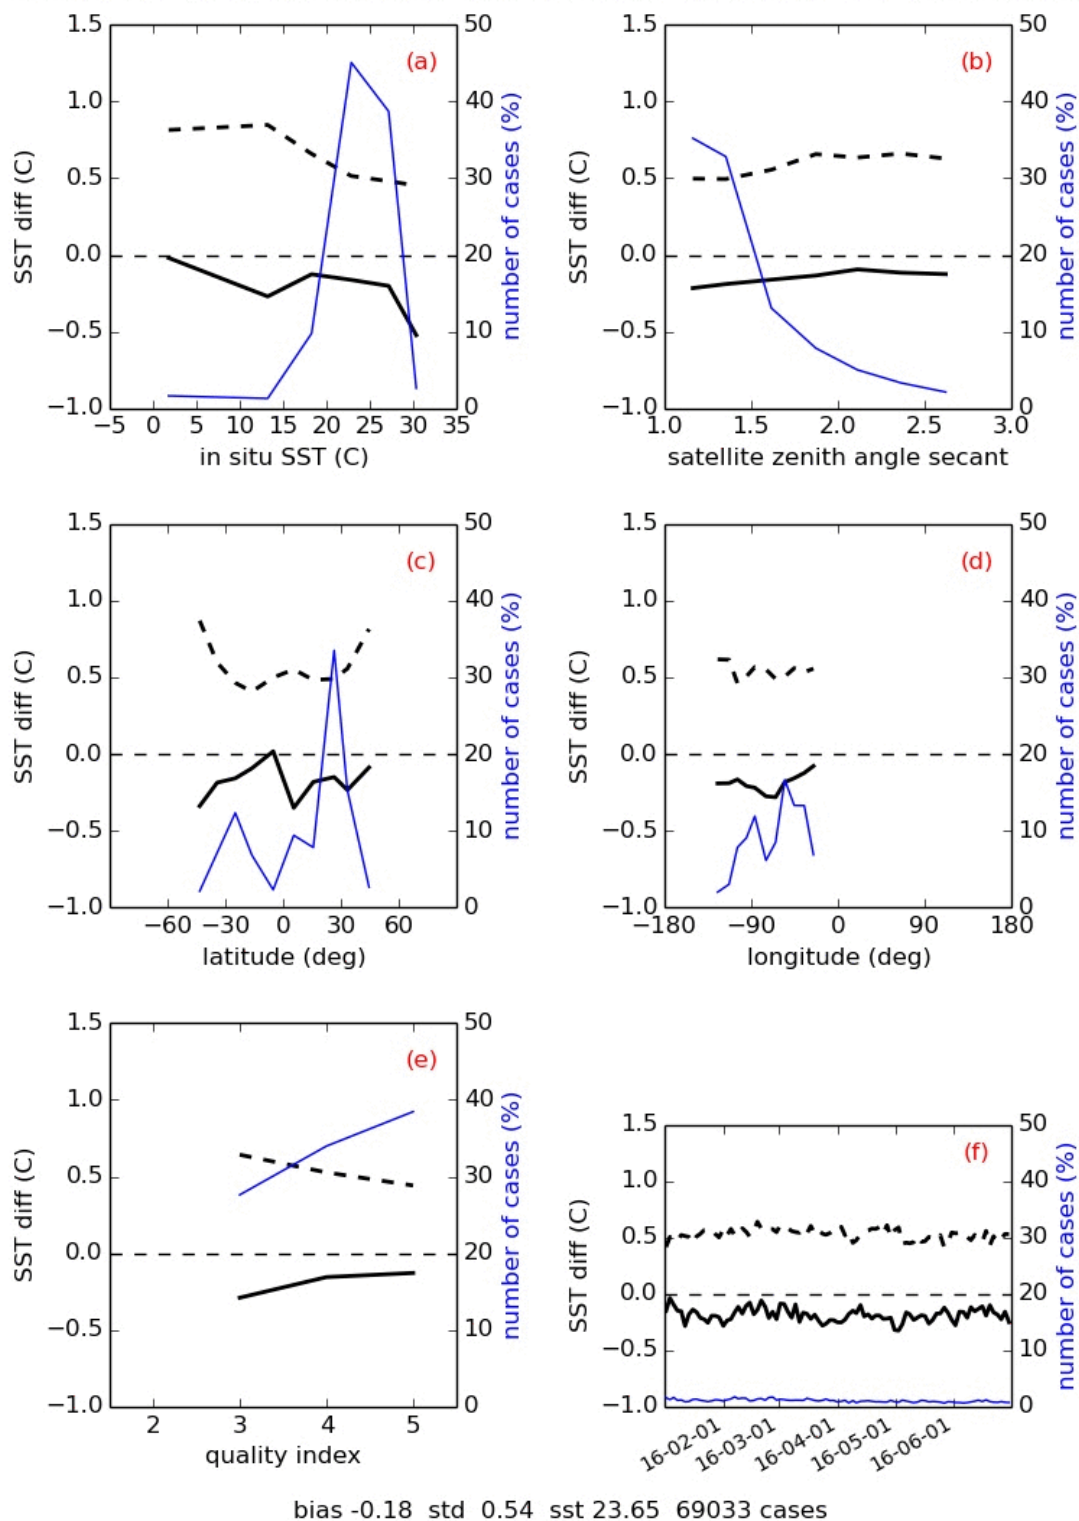 1.5 50 1.5 50
(a) (b)
1.0 40 1.0 40
0.5 30 0.5 30
0.0 20 0.0 20
−0.5 10 −0.5 10
−1.0 0 −1.0 0
SST diff (C)
number of cases (%)
SST diff (C)
number of cases (%)
−5 0 5 10 15 20 25 30 35 1.0 1.5 2.0 2.5 3.0
in situ SST (C) satellite zenith angle secant
1.5 50 1.5 50
(c) (d)
1.0 40 1.0 40
0.5 30 0.5 30
0.0 20 0.0 20
−0.5 10 −0.5 10
−1.0 0 −1.0 0
SST diff (C)
number of cases (%)
SST diff (C)
number of cases (%)
−60 −30 0 30 60 −180 −90 0 90 180
latitude (deg) longitude (deg)
1.5 50
(e)
1.0 40
0.5 30
0.0 20
−0.5 10
−1.0 0
SST diff (C)
number of cases (%)
2 3 4 5
quality index
1.5 50
(f)
1.0 40
0.5 30
0.0 20
−0.5 10
−1.0 0
SST diff (C)
number of cases (%)
16-02-01 16-03-01 16-04-01 16-05-01 16-06-01
bias -0.18 std 0.54 sst 23.65 69033 cases